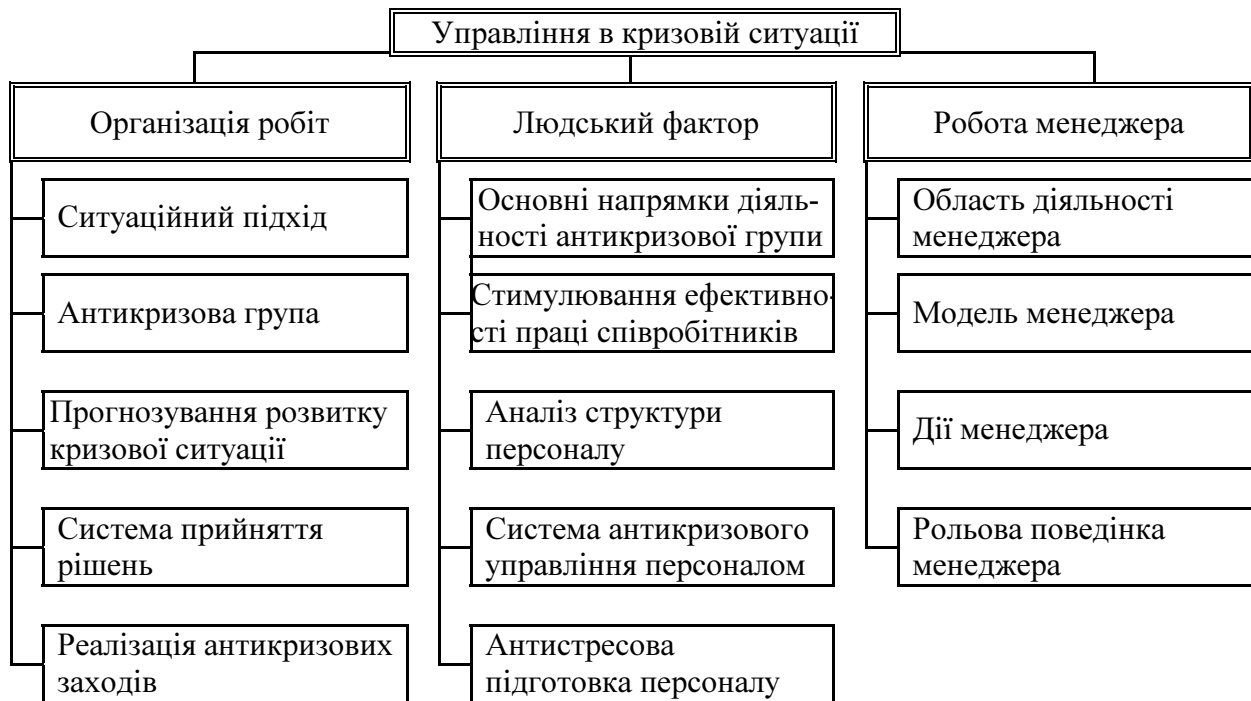 Управління в кризовій ситуації
Організація робіт
Ситуаційний підхід
Антикризова група
Прогнозування розвитку
кризової ситуації
Система прийняття
рішень
Реалізація антикризових
заходів
Людський фактор
Основні напрямки діяль-
ності антикризової групи
Стимулювання ефективно-
сті праці співробітників
Аналіз структури
персоналу
Система антикризового
управління персоналом
Антистресова
підготовка персоналу
Робота менеджера
Область діяльності
менеджера
Модель менеджера
Дії менеджера
Рольова поведінка
менеджера